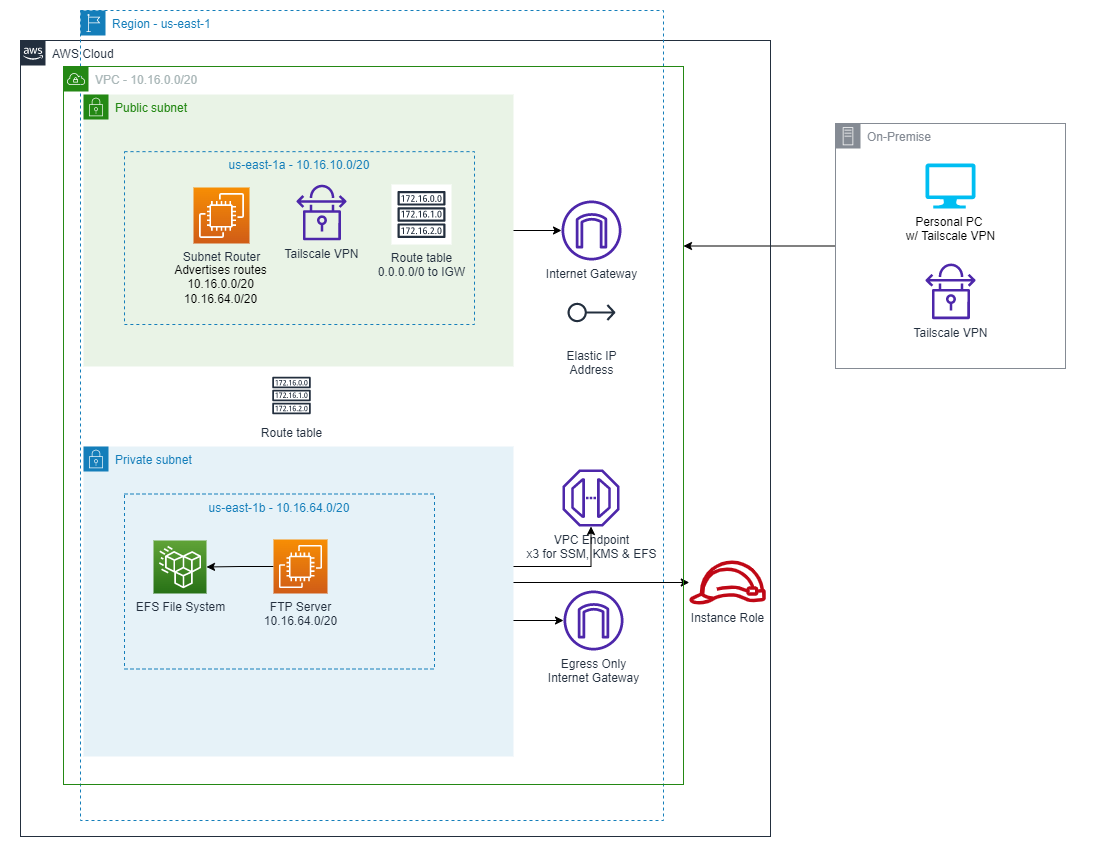 Region - us-east-1
aws
AWS Cloud
VPC - 10.16.0.0/20
Public subnet
us-east-1a - 10.16.10.0/20
Subnet Router
Advertises routes
10.16.0.0/20
10.16.64.0/20
Tailscale VPN
172.16.0.0
172.16.1.0
172.16.2.0
Route table
0.0.0.0/0 to IGW
Internet Gateway
Elastic IP
Address
On-Premise
Personal PC
w/ Tailscale VPN
Tailscale VPN
172.16.0.0
172.16.1.0
172.16.2.0
Route table
Private subnet
us-east-1b - 10.16.64.0/20
EFS File System
FTP Server
10.16.64.0/20
VPC Endpoint
x3 for SSM, KMS & EFS
Instance Role
Egress Only
Internet Gateway